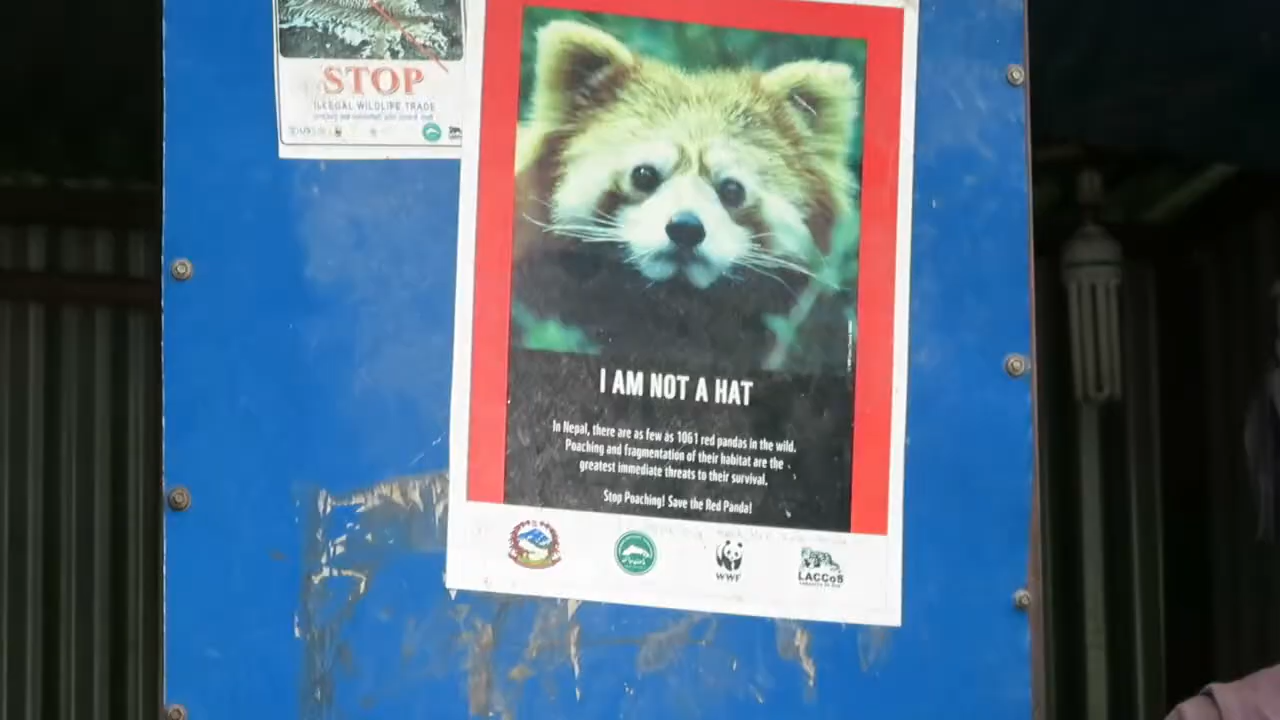 STOP
ILLEGAL WILDLIFE TRADE
I AM NOT A HAT
In Nepal, there are as few as 1061 red pandas in the wild.
Poaching and fragmentation of their habitat are the
greatest immediate threats to their survival.
Stop Poaching! Save the Red Panda!
WWF
LACCoS